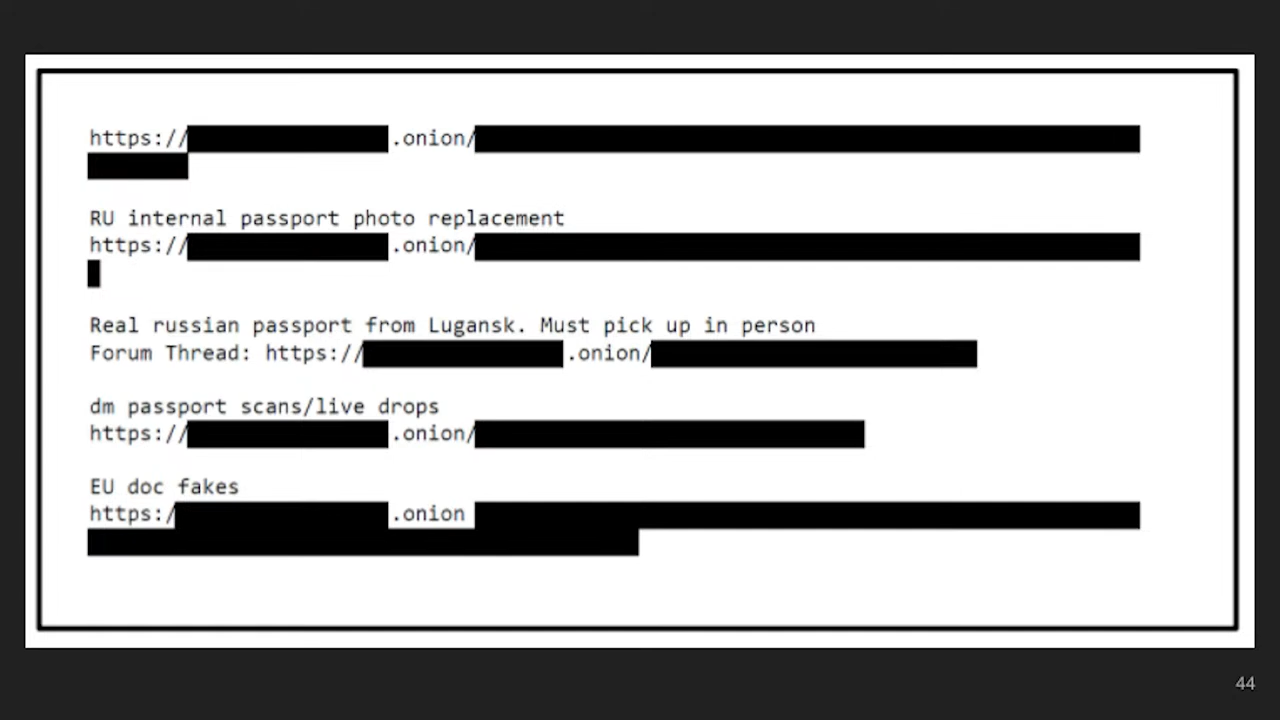 https:// .onion/
RU internal passport photo replacement
https:// .onion/
Real russian passport from Lugansk. Must pick up in person
Forum Thread: https:// .onion/
dm passport scans/live drops
https:// .onion/
EU doc fakes
https:/ .onion
44